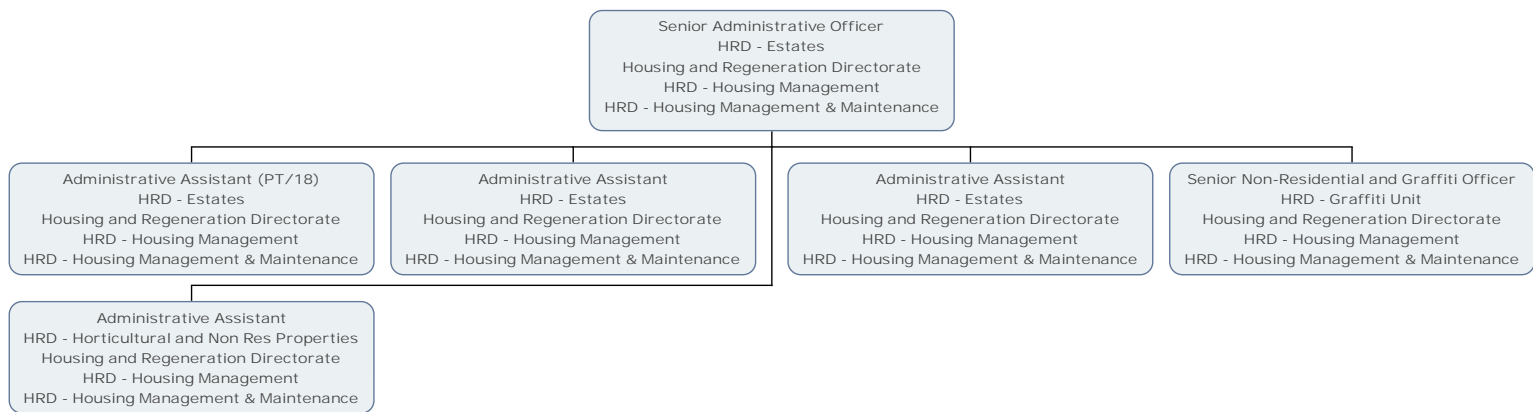 Senior Administrative Officer
HRD - Estates
Housing and Regeneration Directorate
HRD - Housing Management
HRD - Housing Management & Maintenance
Administrative Assistant (PT/18)
HRD - Estates
Housing and Regeneration Directorate
HRD - Housing Management
HRD - Housing Management & Maintenance
Administrative Assistant
HRD - Estates
Housing and Regeneration Directorate
HRD - Housing Management
HRD - Housing Management & Maintenance
Administrative Assistant
HRD - Estates
Housing and Regeneration Directorate
HRD - Housing Management
HRD - Housing Management & Maintenance
Senior Non-Residential and Graffiti Officer
HRD - Graffiti Unit
Housing and Regeneration Directorate
HRD - Housing Management
HRD - Housing Management & Maintenance
Administrative Assistant
HRD - Horticultural and Non Res Properties
Housing and Regeneration Directorate
HRD - Housing Management
HRD - Housing Management & Maintenance